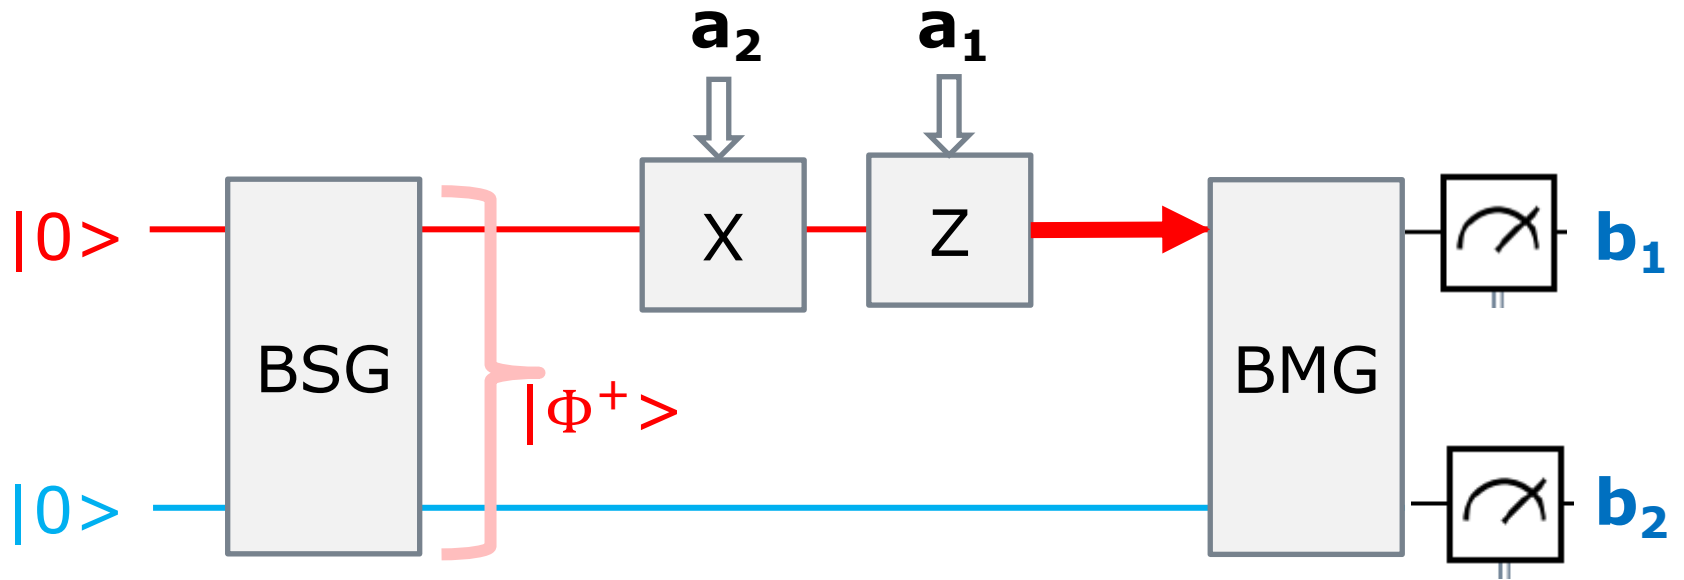 a₂
a₁
|0>
X
Z
b₁
BSG
BMG
|Φ⁺>
|0>
b₂